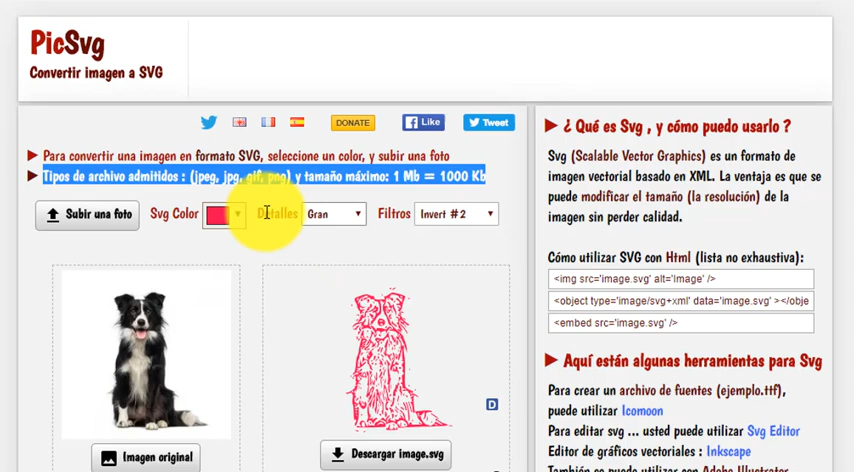 PicSvg
Convertir imagen a SVG
DONATE
Like
Tweet
Para convertir una imagen en formato SVG, seleccione un color, y subir una foto
Tipos de archivo admitidos : (jpeg, jpg, gif, png) y tamaño máximo: 1 Mb = 1000 Kb
Subir una foto
Svg Color
Detalles
Gran
Filtros
Invert #2
Imagen original
D
Descargar image.svg
¿ Qué es Svg , y cómo puedo usarlo ?
Svg (Scalable Vector Graphics) es un formato de
imagen vectorial basado en XML. La ventaja es que se
puede modificar el tamaño (la resolución) de la
imagen sin perder calidad.
Cómo utilizar SVG con Html (lista no exhaustiva):
<img src='image.svg' alt='Image' />
<object type='image/svg+xml' data='image.svg' ></obje
<embed src='image.svg' />
Aquí están algunas herramientas para Svg
Para crear un archivo de fuentes (ejemplo.ttf),
puede utilizar Icomoon
Para editar svg ... usted puede utilizar Svg Editor
Editor de gráficos vectoriales : Inkscape
También se puede utilizar con Adobe Illustrator